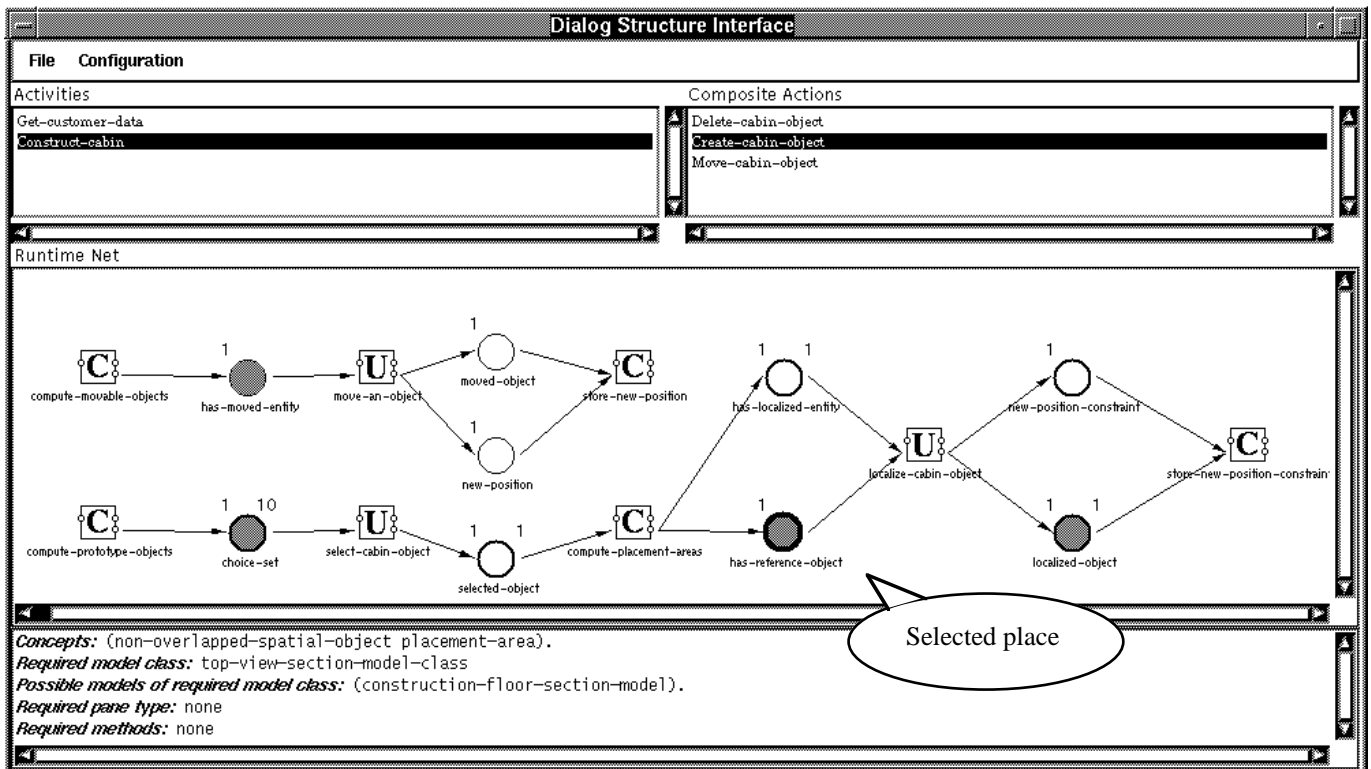 Dialog Structure Interface
File Configuration
Activities
Composite Actions
Get-customer-data
Construct-cabin
Delete-cabin-object
Create-cabin-object
Move-cabin-object
Runtime Net
C
compute-movable-objects
1
has-moved-entity
U
move-an-object
1
moved-object
1
new-position
C
store-new-position
1 1
has-localized-entity
U
localize-cabin-object
1
new-position-constraint
C
store-new-position-constrain
C
compute-prototype-objects
1 10
choice-set
U
select-cabin-object
1 1
selected-object
C
compute-placement-areas
1 1
has-reference-object
1 1
localized-object
Selected place
Concepts: (non-overlapped-spatial-object placement-area).
Required model class: top-view-section-model-class
Possible models of required model class: (construction-floor-section-model).
Required pane type: none
Required methods: none